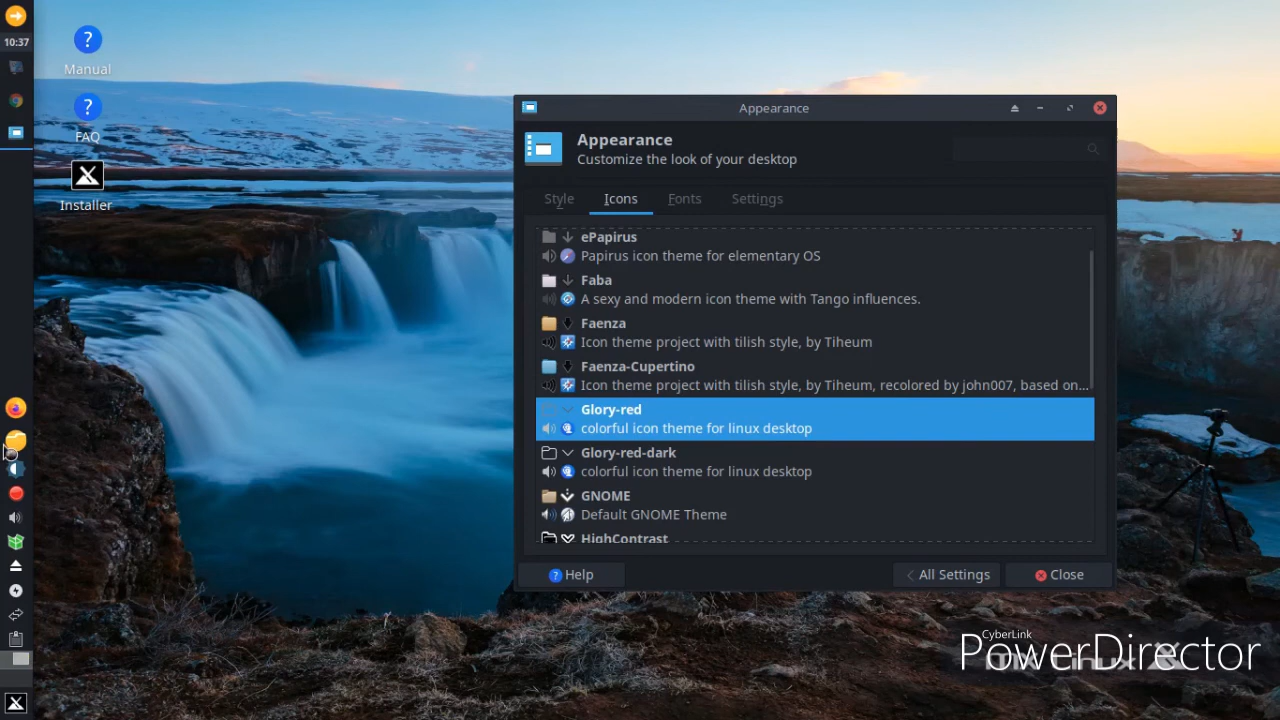 10:37
Manual
FAQ
Installer
Appearance
Appearance
Customize the look of your desktop
Style
Icons
Fonts
Settings
ePapirus
Papirus icon theme for elementary OS
Faba
A sexy and modern icon theme with Tango influences.
Faenza
Icon theme project with tilish style, by Tiheum
Faenza-Cupertino
Icon theme project with tilish style, by Tiheum, recolored by john007, based on...
Glory-red
colorful icon theme for linux desktop
Glory-red-dark
colorful icon theme for linux desktop
GNOME
Default GNOME Theme
HighContrast
Help
All Settings
Close
CyberLink
PowerDirector